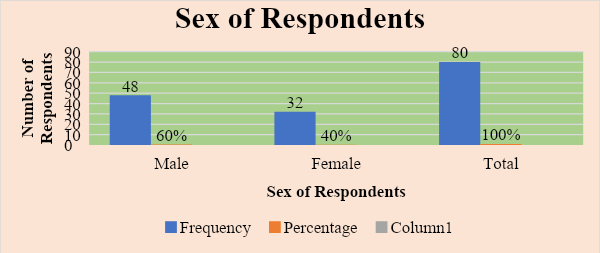 Sex of Respondents
Number of
Respondents
90
80
70
60
50
40
30
20
10
0
48
60%
32
40%
80
100%
Male Female Total
Sex of Respondents
Frequency Percentage Column1